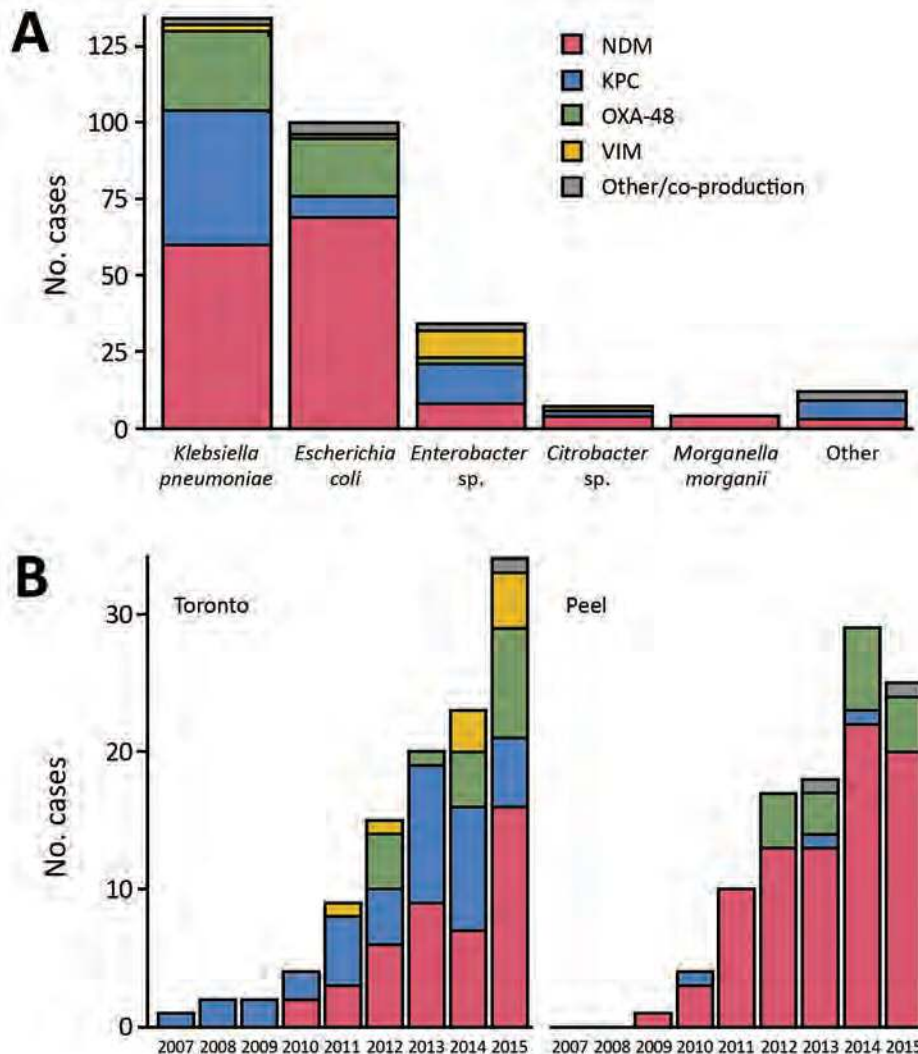 A
No. cases
125
100
75
50
25
0
NDM
KPC
OXA-48
VIM
Other/co-production
Klebsiella
pneumoniae
Escherichia
coli
Enterobacter
sp.
Citrobacter
sp.
Morganella
morganii
Other
B
No. cases
30
20
10
0
Toronto
Peel
2007 2008 2009 2010 2011 2012 2013 2014 2015
2007 2008 2009 2010 2011 2012 2013 2014 2015